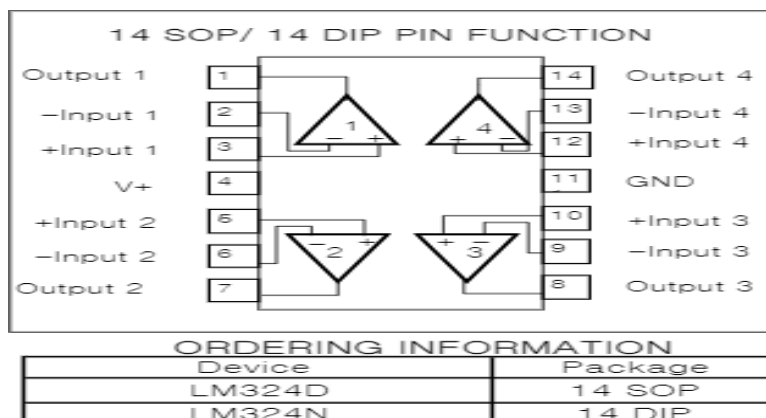 14 SOP/ 14 DIP PIN FUNCTION
Output 1 1 14 Output 4
−Input 1 2 13 −Input 4
+Input 1 3 12 +Input 4
V+ 4 11 GND
+Input 2 5 10 +Input 3
−Input 2 6 9 −Input 3
Output 2 7 8 Output 3
1 − +
4 + −
2 − +
3 + −
ORDERING INFORMATION
Device Package
LM324D 14 SOP
LM324N 14 DIP